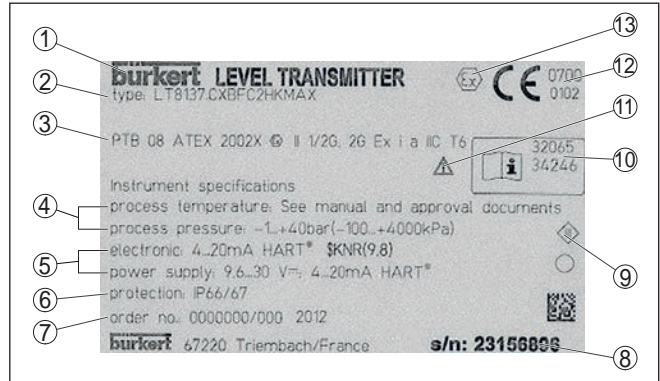 burkert LEVEL TRANSMITTER
type: LT8137.CXBFC2HKMAX
0700
0102
PTB 08 ATEX 2002X Ex II 1/2G, 2G Ex i a IIC T6
32065
34246
Instrument specifications
process temperature: See manual and approval documents
process pressure: -1...+40bar(-100...+4000kPa)
electronic: 4...20mA HART® $KNR(9.8)
power supply: 9.6...30 V⎓, 4...20mA HART®
protection: IP66/67
order no.: 0000000/000 2012
burkert 67220 Triembach/France s/n: 23156896
1
2
3
4
5
6
7
8
9
10
11
12
13
Ex
CE
i